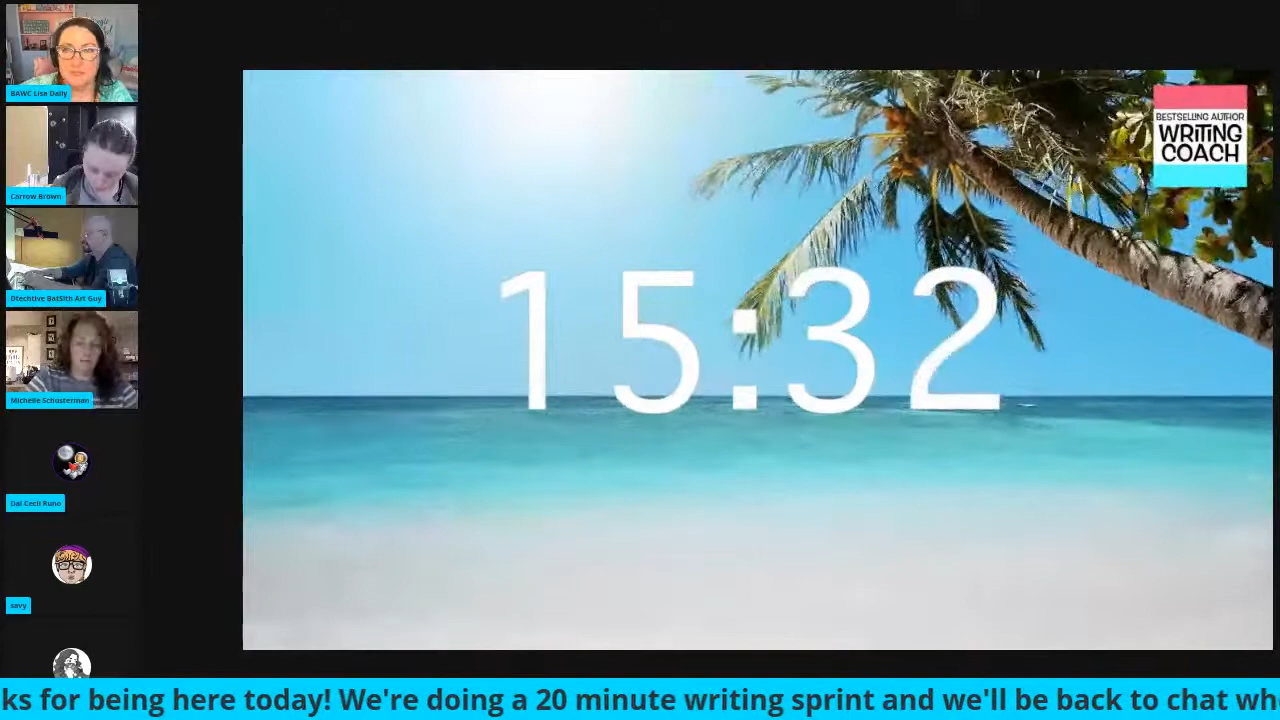 BAWC Lisa Daily
Carrow Brown
Dtechtive BatSith Art Guy
Michelle Schusterman
Dai Cecil Runo
savy
BESTSELLING AUTHOR
WRITING
COACH
15:32
ks for being here today! We're doing a 20 minute writing sprint and we'll be back to chat wh